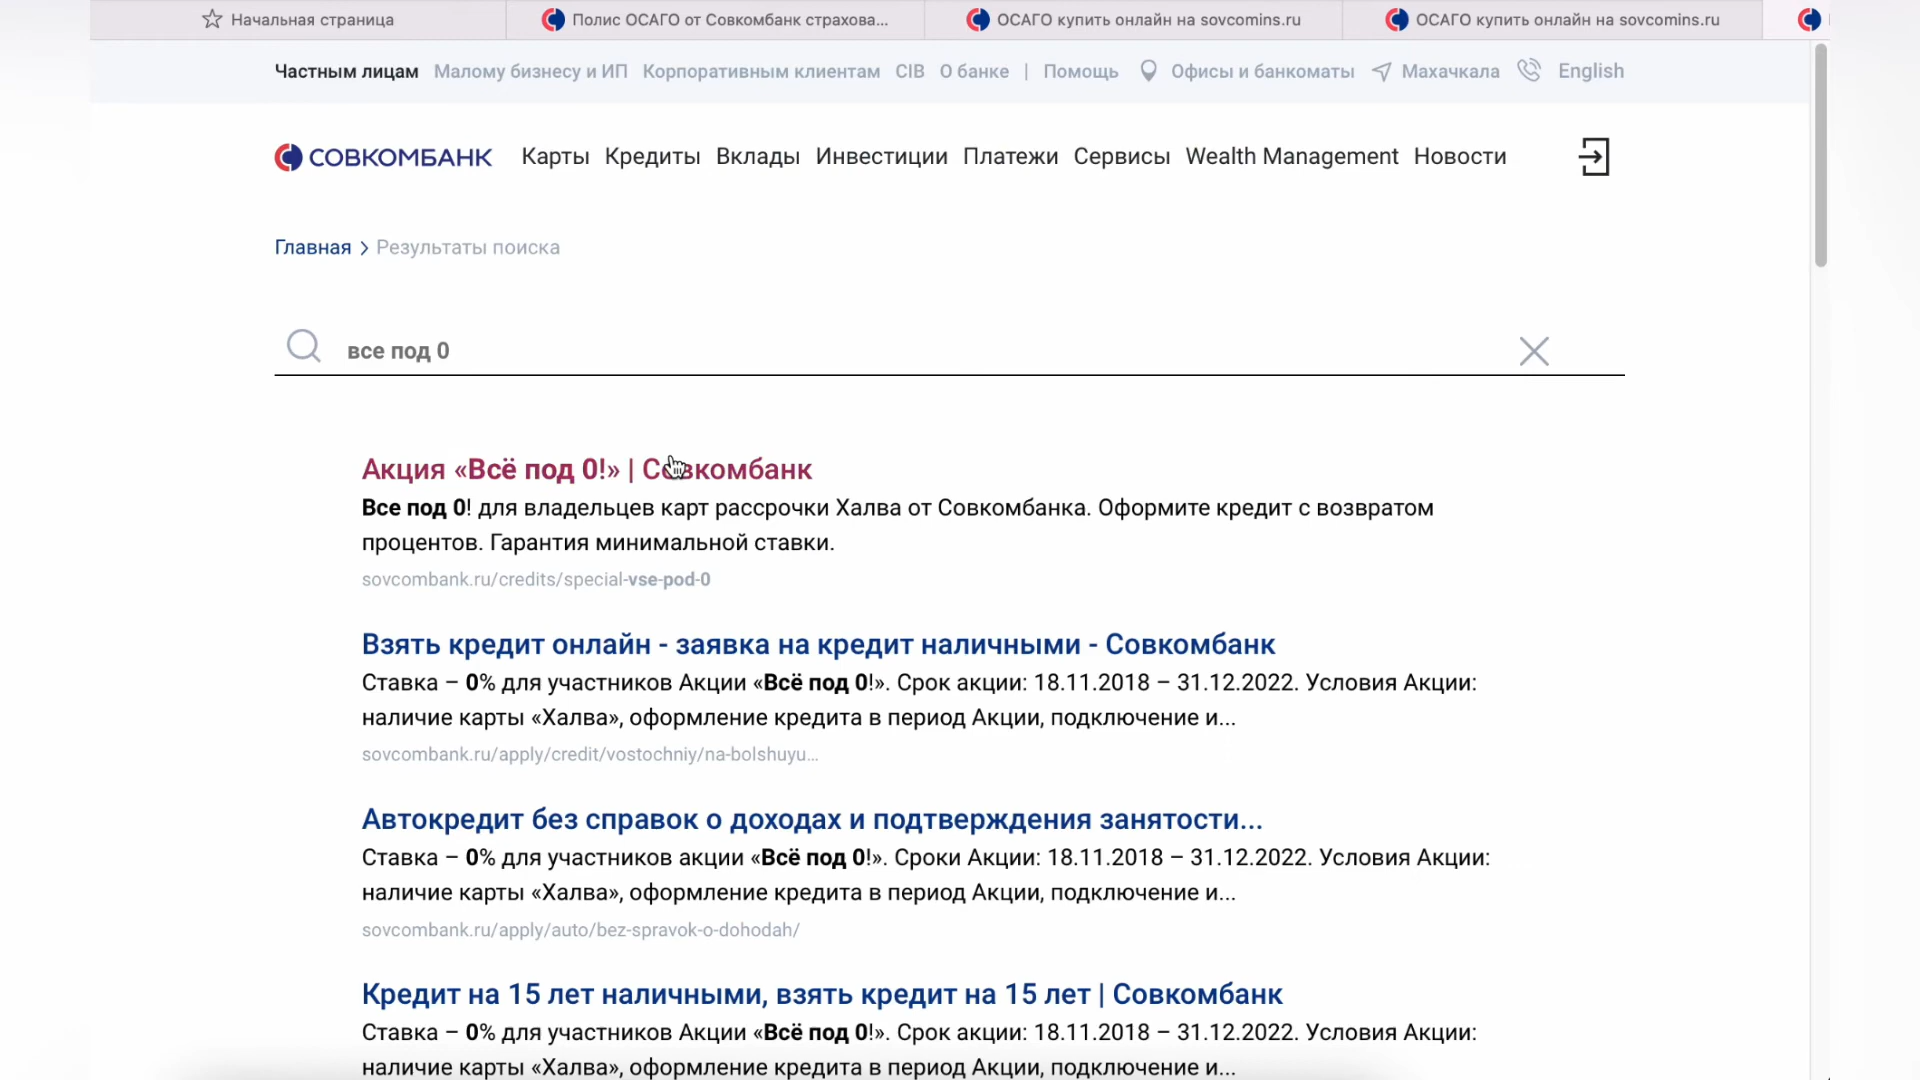 Начальная страница
Полис ОСАГО от Совкомбанк страхова...
ОСАГО купить онлайн на sovcomins.ru
ОСАГО купить онлайн на sovcomins.ru
Частным лицам Малому бизнесу и ИП Корпоративным клиентам CIB О банке | Помощь Офисы и банкоматы Махачкала English
СОВКОМБАНК Карты Кредиты Вклады Инвестиции Платежи Сервисы Wealth Management Новости
Главная > Результаты поиска
все под 0
Акция «Всё под 0!» | Совкомбанк
Все под 0! для владельцев карт рассрочки Халва от Совкомбанка. Оформите кредит с возвратом
процентов. Гарантия минимальной ставки.
sovcombank.ru/credits/special-vse-pod-0
Взять кредит онлайн - заявка на кредит наличными - Совкомбанк
Ставка – 0% для участников Акции «Всё под 0!». Срок акции: 18.11.2018 – 31.12.2022. Условия Акции:
наличие карты «Халва», оформление кредита в период Акции, подключение и...
sovcombank.ru/apply/credit/vostochniy/na-bolshuyu...
Автокредит без справок о доходах и подтверждения занятости...
Ставка – 0% для участников акции «Всё под 0!». Сроки Акции: 18.11.2018 – 31.12.2022. Условия Акции:
наличие карты «Халва», оформление кредита в период Акции, подключение и...
sovcombank.ru/apply/auto/bez-spravok-o-dohodah/
Кредит на 15 лет наличными, взять кредит на 15 лет | Совкомбанк
Ставка – 0% для участников Акции «Всё под 0!». Срок акции: 18.11.2018 – 31.12.2022. Условия Акции:
наличие карты «Халва», оформление кредита в период Акции, подключение и...